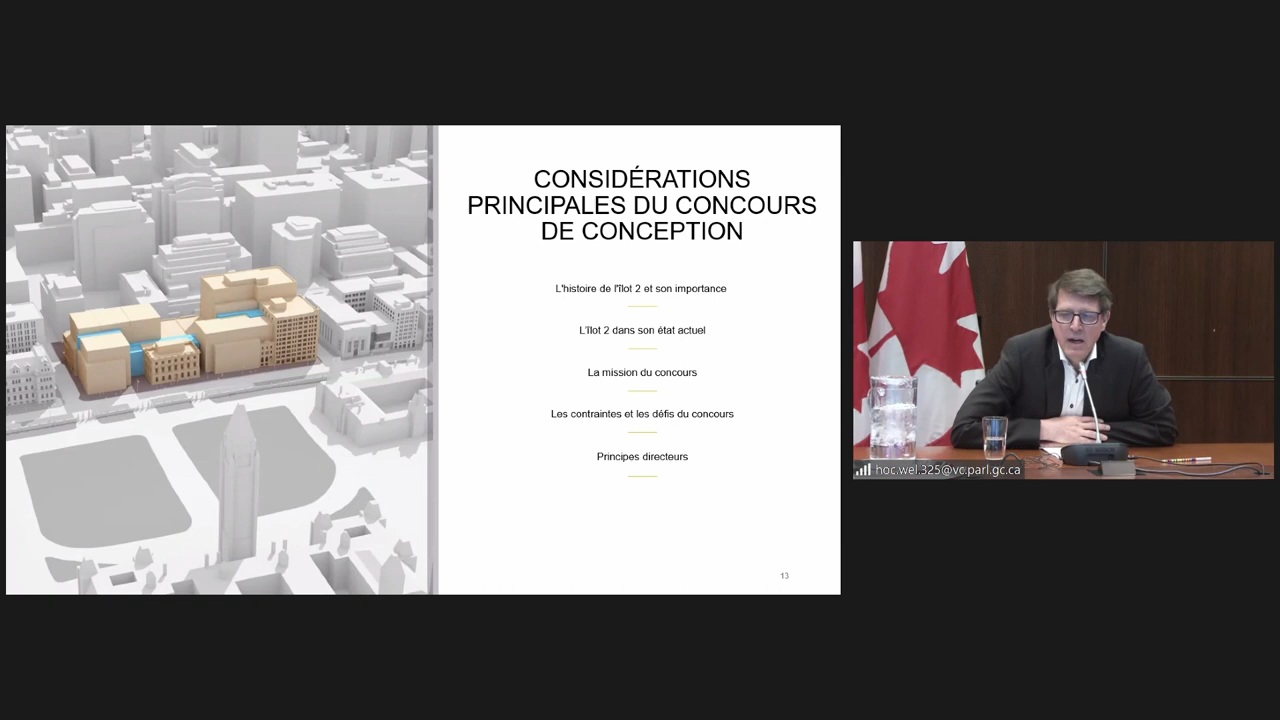 CONSIDÉRATIONS
PRINCIPALES DU CONCOURS
DE CONCEPTION
L'histoire de l'îlot 2 et son importance
L'îlot 2 dans son état actuel
La mission du concours
Les contraintes et les défis du concours
Principes directeurs
13
hoc.wel.325@vc.parl.gc.ca